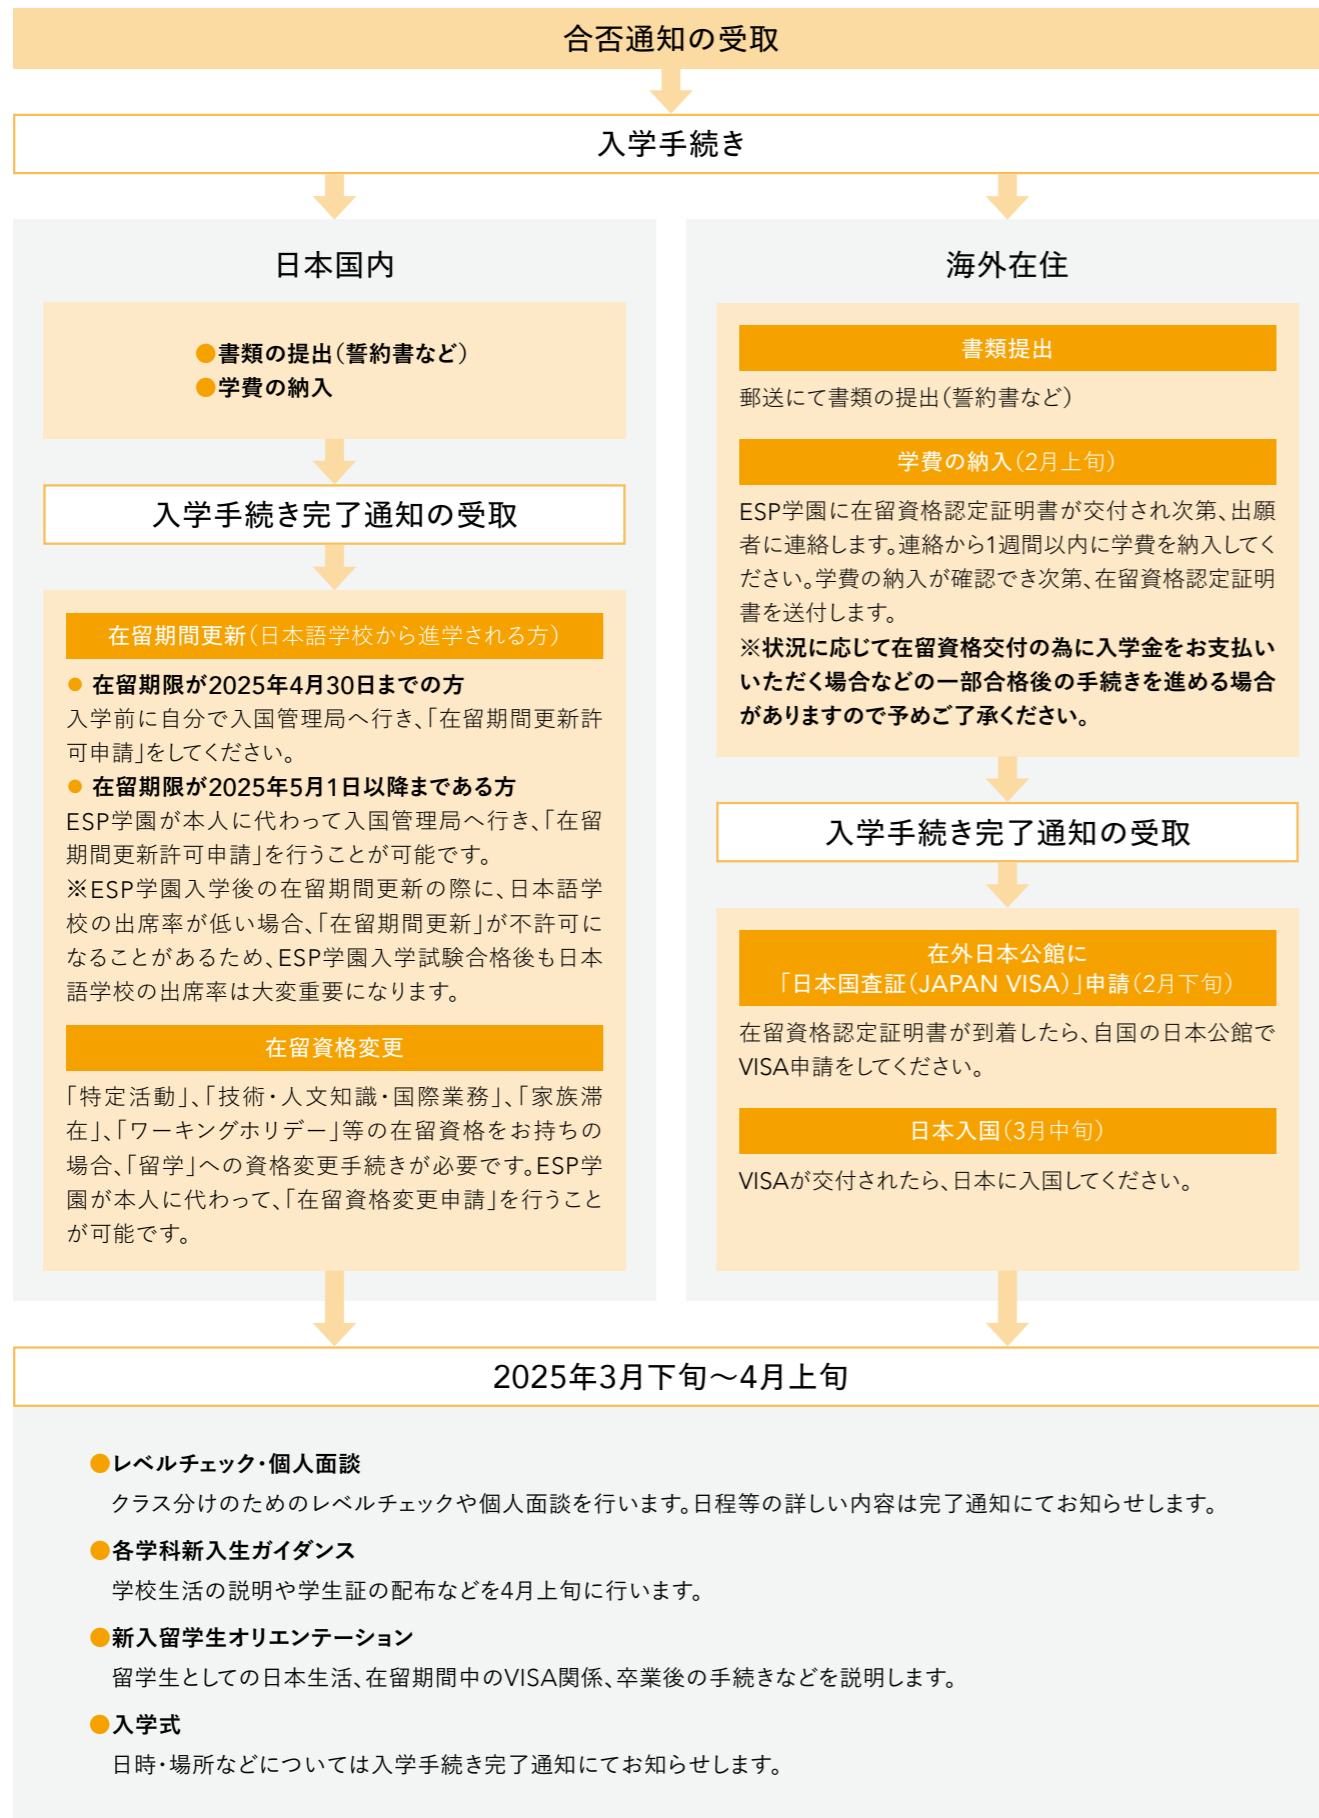 合否通知の受取
入学手続き
日本国内
●書類の提出（誓約書など）
●学費の納入
入学手続き完了通知の受取
在留期間更新（日本語学校から進学される方）
● 在留期限が2025年4月30日までの方
入学前に自分で入国管理局へ行き、「在留期間更新許
可申請」をしてください。
● 在留期限が2025年5月1日以降まである方
ESP学園が本人に代わって入国管理局へ行き、「在留
期間更新許可申請」を行うことが可能です。
※ESP学園入学後の在留期間更新の際に、日本語学
校の出席率が低い場合、「在留期間更新」が不許可に
なることがあるため、ESP学園入学試験合格後も日本
語学校の出席率は大変重要になります。
在留資格変更
「特定活動」、「技術・人文知識・国際業務」、「家族滞
在」、「ワーキングホリデー」等の在留資格をお持ちの
場合、「留学」への資格変更手続きが必要です。ESP学
園が本人に代わって、「在留資格変更申請」を行うこと
が可能です。
海外在住
書類提出
郵送にて書類の提出（誓約書など）
学費の納入（2月上旬）
ESP学園に在留資格認定証明書が交付され次第、出願
者に連絡します。連絡から1週間以内に学費を納入してく
ださい。学費の納入が確認でき次第、在留資格認定証明
書を送付します。
※状況に応じて在留資格交付の為に入学金をお支払い
いただく場合などの一部合格後の手続きを進める場合
がありますので予めご了承ください。
入学手続き完了通知の受取
在外日本公館に
「日本国査証（JAPAN VISA）」申請（2月下旬）
在留資格認定証明書が到着したら、自国の日本公館で
VISA申請をしてください。
日本入国（3月中旬）
VISAが交付されたら、日本に入国してください。
2025年3月下旬～4月上旬
●レベルチェック・個人面談
クラス分けのためのレベルチェックや個人面談を行います。日程等の詳しい内容は完了通知にてお知らせします。
●各学科新入生ガイダンス
学校生活の説明や学生証の配布などを4月上旬に行います。
●新入留学生オリエンテーション
留学生としての日本生活、在留期間中のVISA関係、卒業後の手続きなどを説明します。
●入学式
日時・場所などについては入学手続き完了通知にてお知らせします。